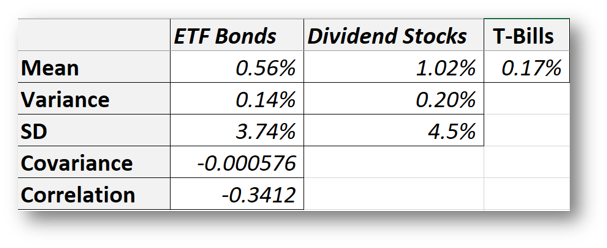 ETF Bonds Dividend Stocks T-Bills
Mean 0.56% 1.02% 0.17%
Variance 0.14% 0.20%
SD 3.74% 4.5%
Covariance -0.000576
Correlation -0.3412